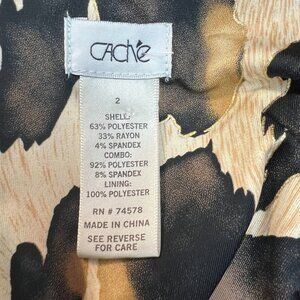 CACHÉ
2
SHELL:
63% POLYESTER
33% RAYON
4% SPANDEX
COMBO:
92% POLYESTER
8% SPANDEX
LINING:
100% POLYESTER
RN # 74578
MADE IN CHINA
SEE REVERSE
FOR CARE